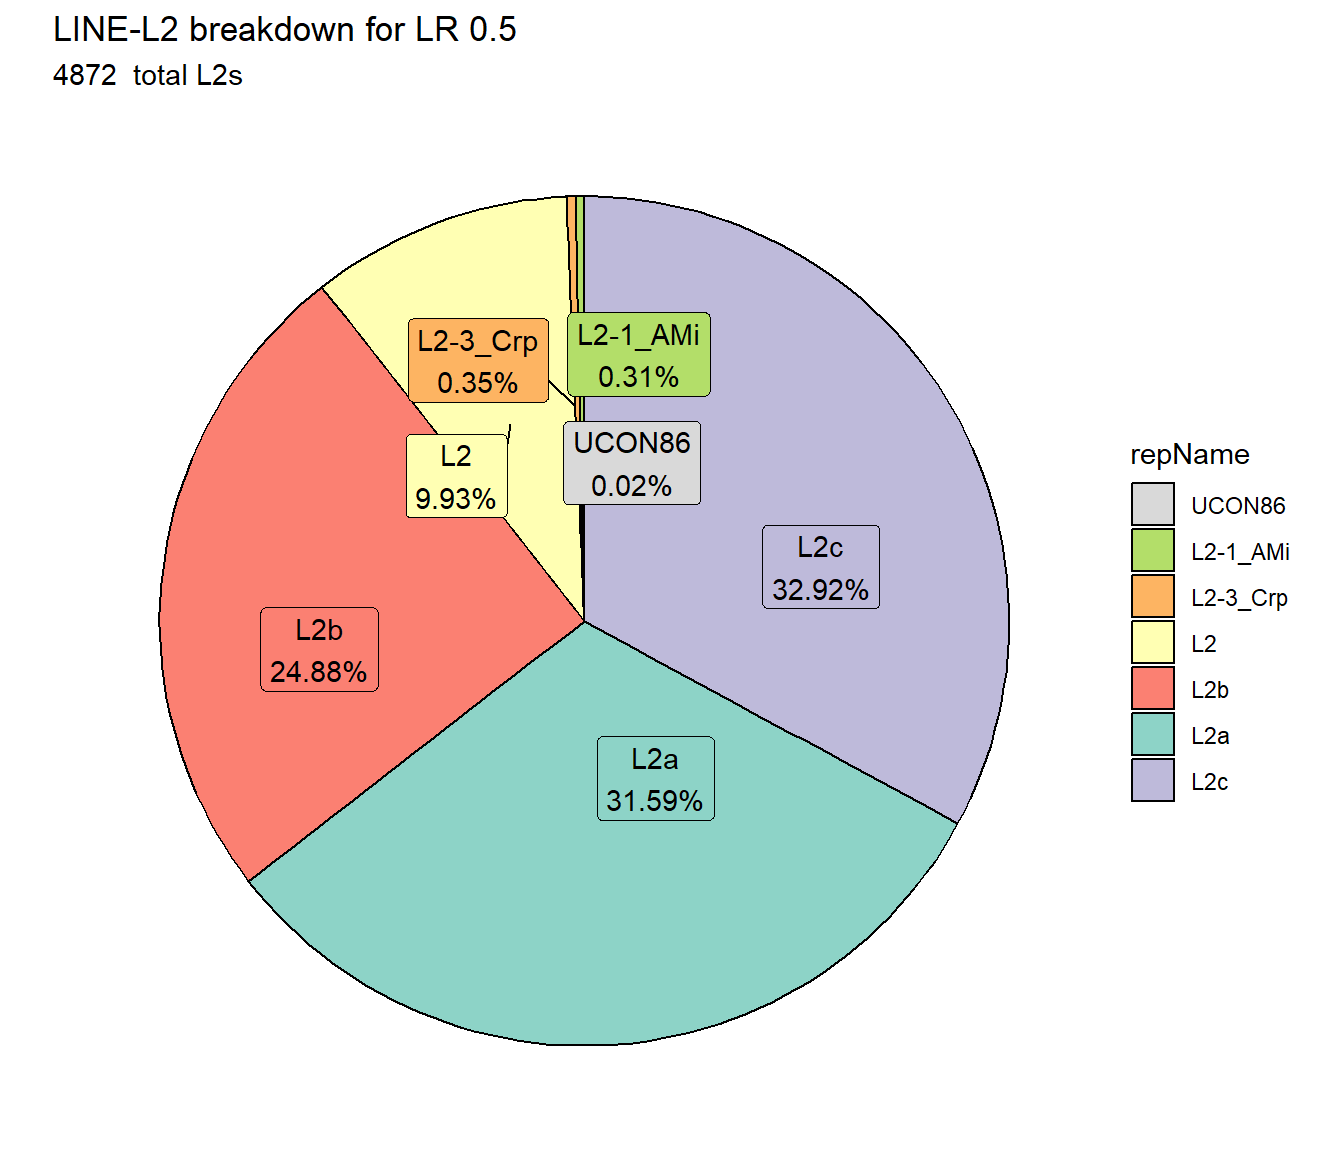 LINE-L2 breakdown for LR 0.5
4872  total L2s
L2-3_Crp
0.35%
L2-1_AMi
0.31%
L2
9.93%
UCON86
0.02%
L2c
32.92%
L2b
24.88%
L2a
31.59%
repName
UCON86
L2-1_AMi
L2-3_Crp
L2
L2b
L2a
L2c